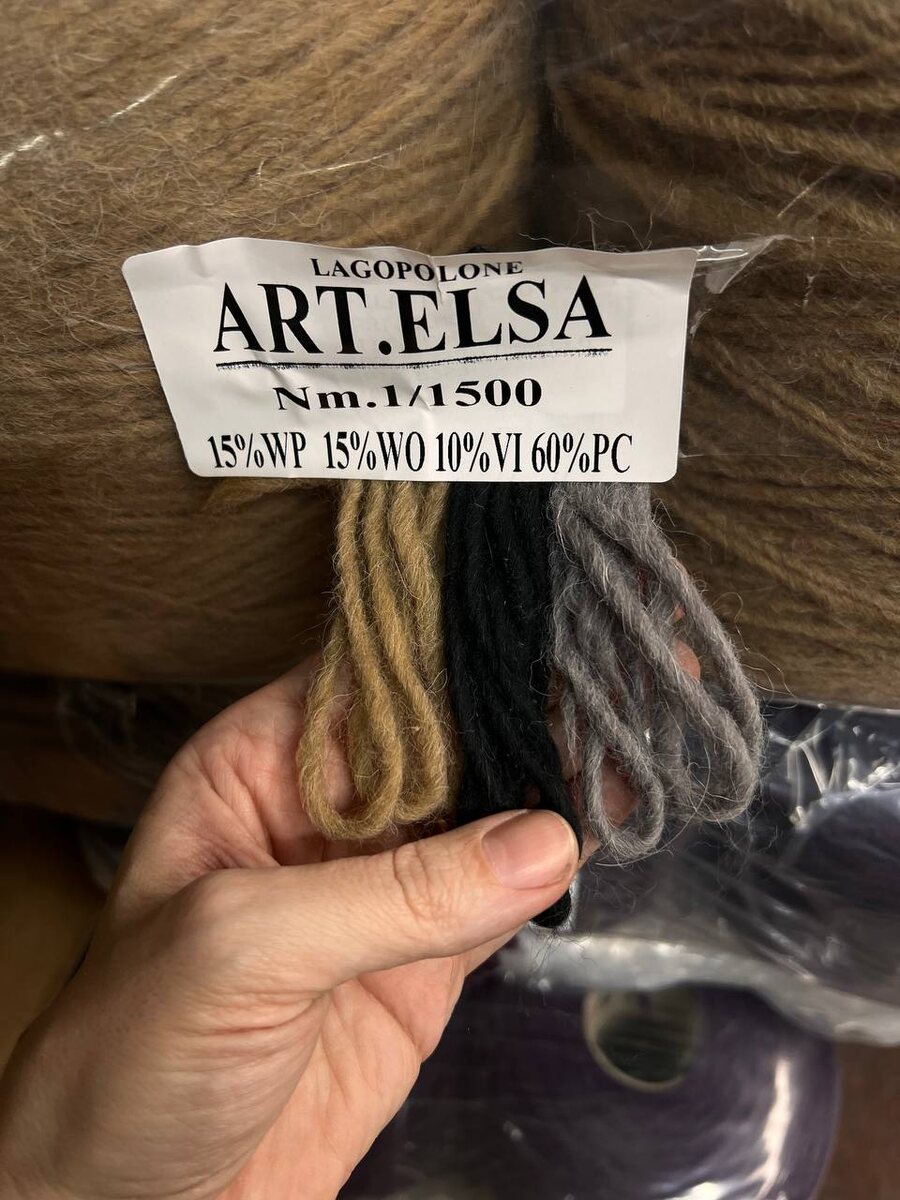 LAGOPOLONE
ART.ELSA
Nm.1/1500
15%WP 15%WO 10%VI 60%PC